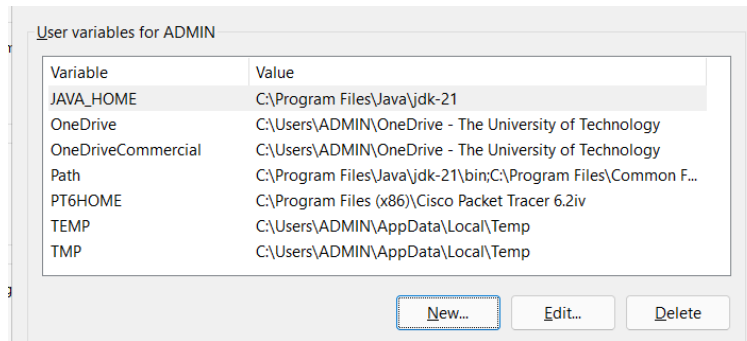 User variables for ADMIN
Variable Value
JAVA_HOME C:\Program Files\Java\jdk-21
OneDrive C:\Users\ADMIN\OneDrive - The University of Technology
OneDriveCommercial C:\Users\ADMIN\OneDrive - The University of Technology
Path C:\Program Files\Java\jdk-21\bin;C:\Program Files\Common F...
PT6HOME C:\Program Files (x86)\Cisco Packet Tracer 6.2iv
TEMP C:\Users\ADMIN\AppData\Local\Temp
TMP C:\Users\ADMIN\AppData\Local\Temp
New... Edit... Delete